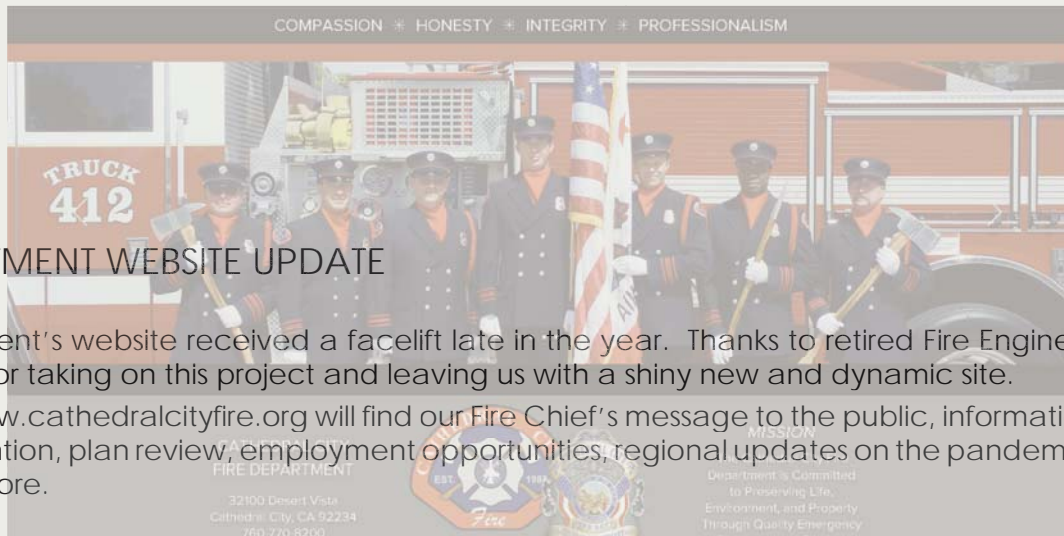 COMPASSION ✳ HONESTY ✳ INTEGRITY ✳ PROFESSIONALISM
TRUCK
412
MENT WEBSITE UPDATE
ent's website received a facelift late in the year. Thanks to retired Fire Engine
or taking on this project and leaving us with a shiny new and dynamic site.
w.cathedralcityfire.org will find our Fire Chief's message to the public, informati
tion, plan review, employment opportunities, regional updates on the pandem
ore.
CATHEDRAL CITY
FIRE DEPARTMENT
32100 Desert Vista
Cathedral City, CA 92234
760-770-8200
EST.
Fire
MISSION
Department is Committed
to Preserving Life,
Environment, and Property
Through Quality Emergency